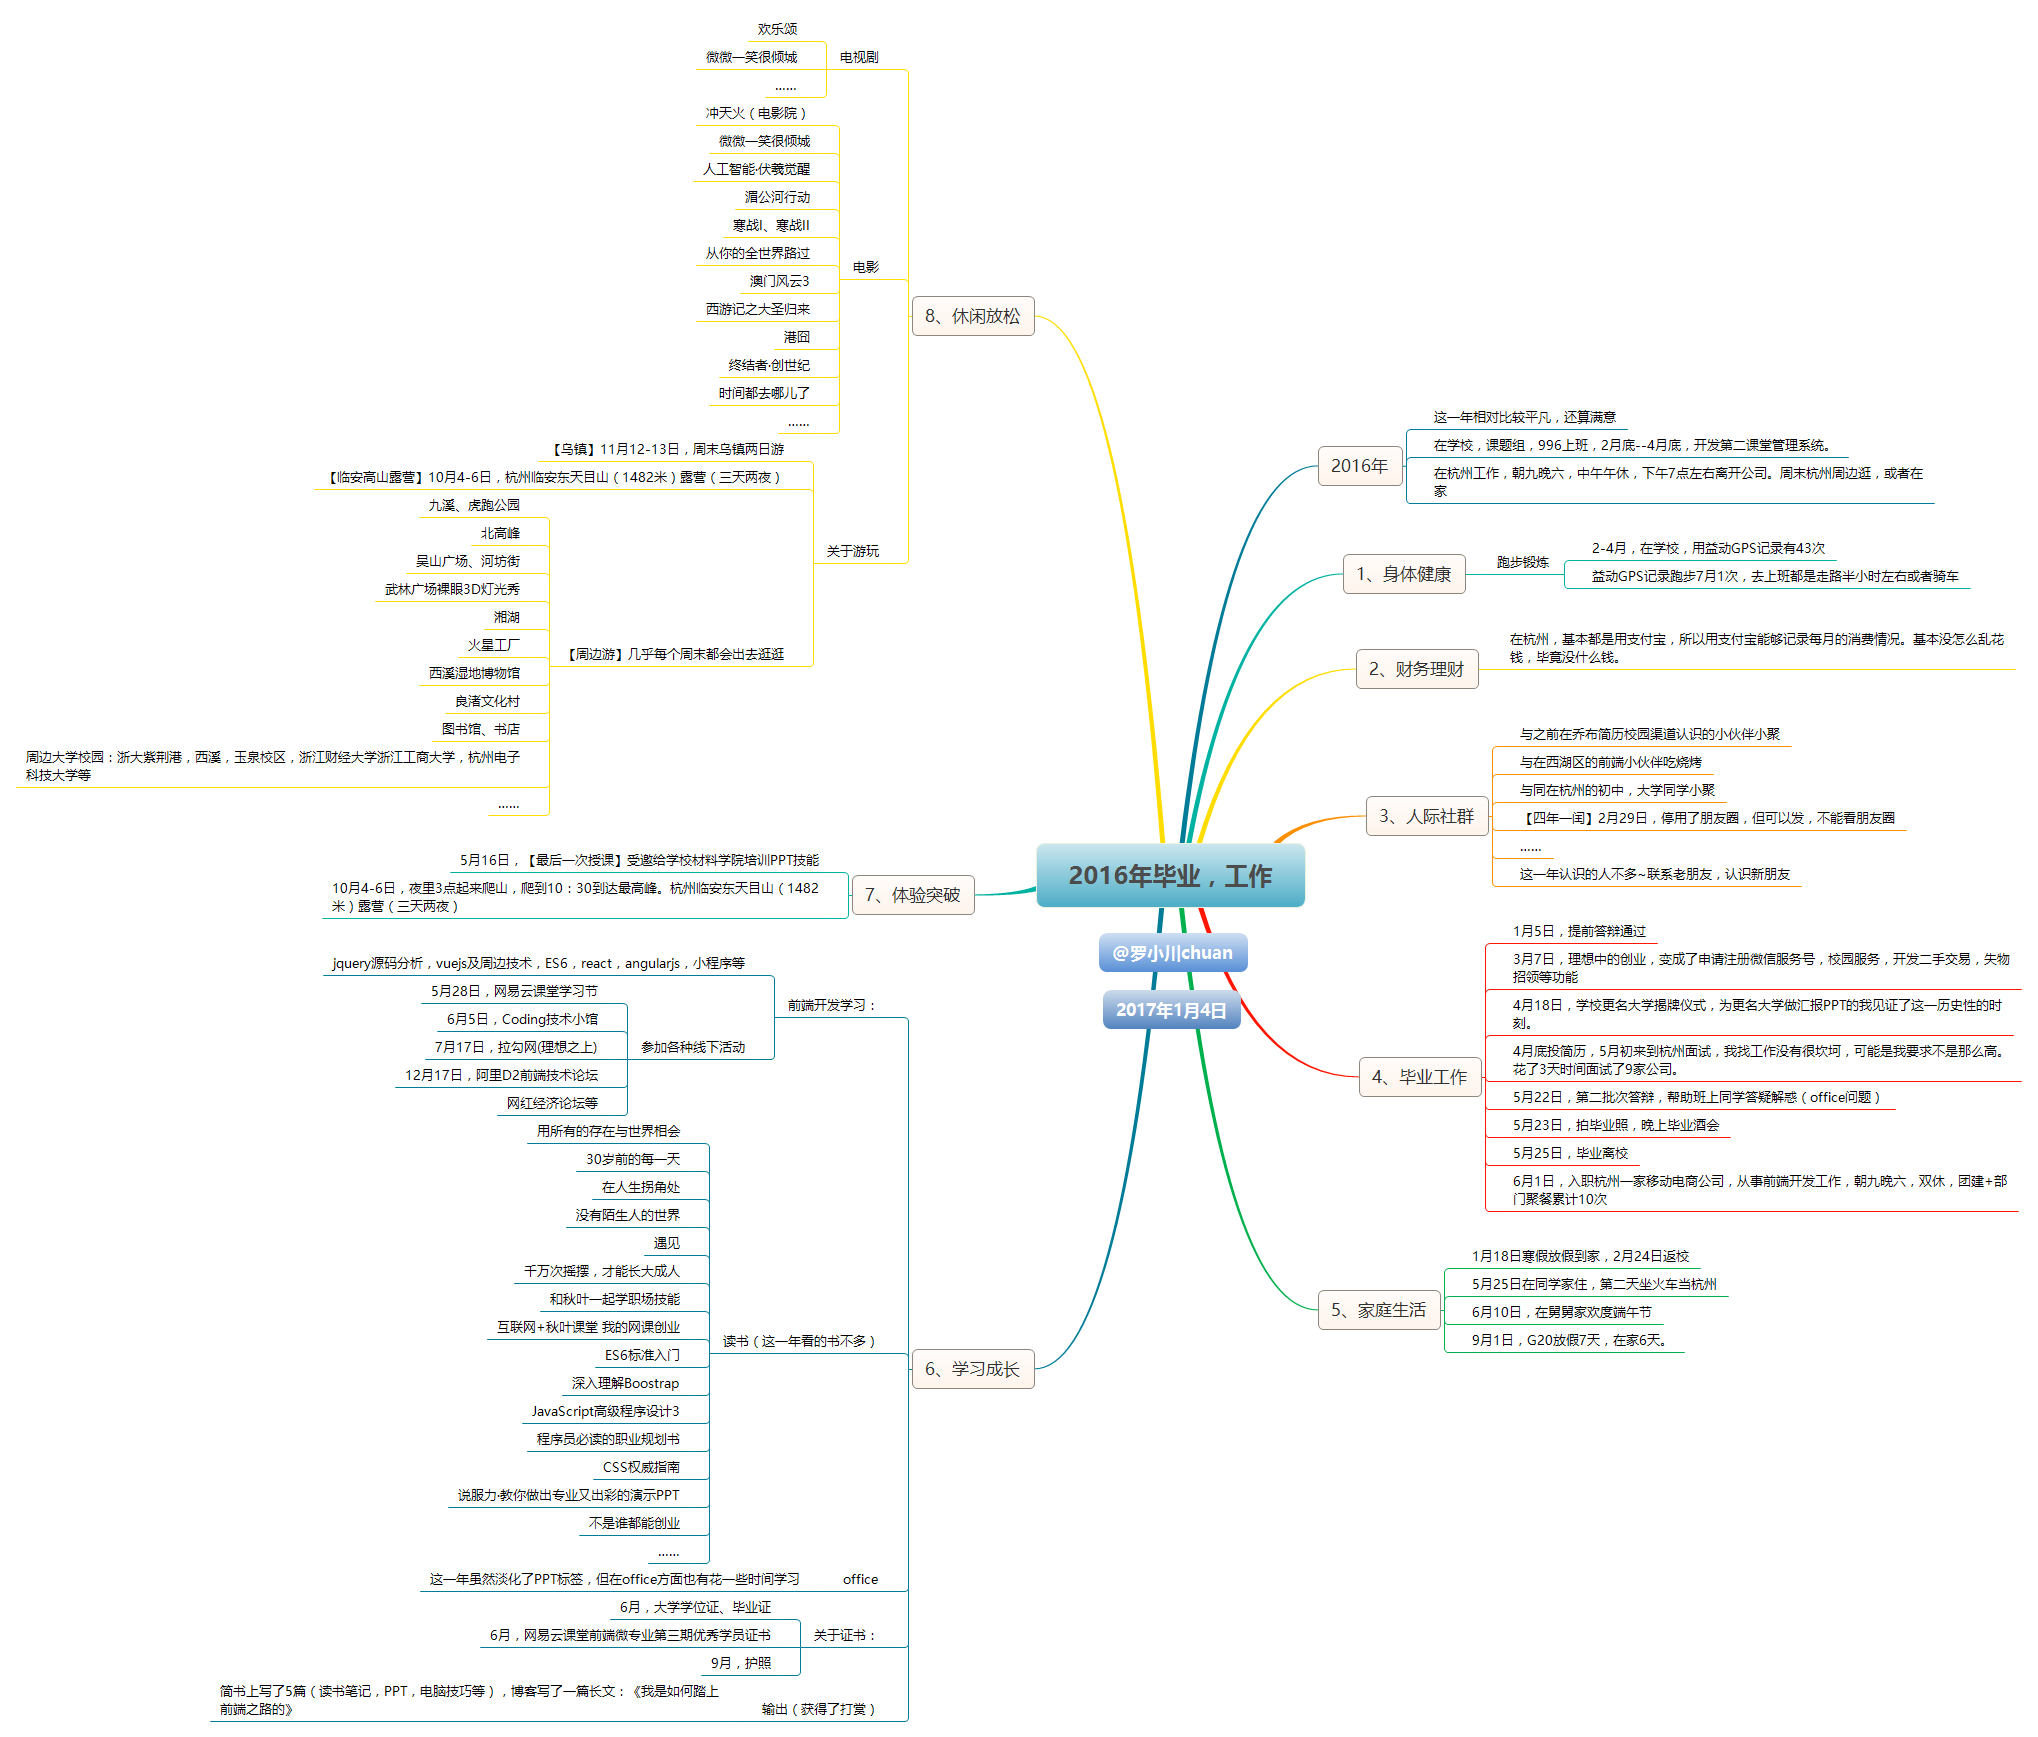 2016年毕业，工作
@罗小川chuan
2017年1月4日
2016年
这一年相对比较平凡，还算满意
在学校，课题组，996上班，2月底--4月底，开发第二课堂管理系统。
在杭州工作，朝九晚六，中午午休，下午7点左右离开公司。周末杭州周边逛，或者在
家
1、身体健康
跑步锻炼
2-4月，在学校，用益动GPS记录有43次
益动GPS记录跑步7月1次，去上班都是走路半小时左右或者骑车
2、财务理财
在杭州，基本都是用支付宝，所以用支付宝能够记录每月的消费情况。基本没怎么乱花
钱，毕竟没什么钱。
3、人际社群
与之前在乔布简历校园渠道认识的小伙伴小聚
与在西湖区的前端小伙伴吃烧烤
与同在杭州的初中，大学同学小聚
【四年一闰】2月29日，停用了朋友圈，但可以发，不能看朋友圈
……
这一年认识的人不多~联系老朋友，认识新朋友
4、毕业工作
1月5日，提前答辩通过
3月7日，理想中的创业，变成了申请注册微信服务号，校园服务，开发二手交易，失物
招领等功能
4月18日，学校更名大学揭牌仪式，为更名大学做汇报PPT的我见证了这一历史性的时
刻。
4月底投简历，5月初来到杭州面试，我找工作没有很坎坷，可能是我要求不是那么高。
花了3天时间面试了9家公司。
5月22日，第二批次答辩，帮助班上同学答疑解惑（office问题）
5月23日，拍毕业照，晚上毕业酒会
5月25日，毕业离校
6月1日，入职杭州一家移动电商公司，从事前端开发工作，朝九晚六，双休，团建+部
门聚餐累计10次
5、家庭生活
1月18日寒假放假到家，2月24日返校
5月25日在同学家住，第二天坐火车当杭州
6月10日，在舅舅家欢度端午节
9月1日，G20放假7天，在家6天。
6、学习成长
前端开发学习：
jquery源码分析，vuejs及周边技术，ES6，react，angularjs，小程序等
参加各种线下活动
5月28日，网易云课堂学习节
6月5日，Coding技术小馆
7月17日，拉勾网(理想之上)
12月17日，阿里D2前端技术论坛
网红经济论坛等
读书（这一年看的书不多）
用所有的存在与世界相会
30岁前的每一天
在人生拐角处
没有陌生人的世界
遇见
千万次摇摆，才能长大成人
和秋叶一起学职场技能
互联网+秋叶课堂 我的网课创业
ES6标准入门
深入理解Boostrap
JavaScript高级程序设计3
程序员必读的职业规划书
CSS权威指南
说服力·教你做出专业又出彩的演示PPT
不是谁都能创业
……
office
这一年虽然淡化了PPT标签，但在office方面也有花一些时间学习
关于证书：
6月，大学学位证、毕业证
6月，网易云课堂前端微专业第三期优秀学员证书
9月，护照
输出（获得了打赏）
简书上写了5篇（读书笔记，PPT，电脑技巧等），博客写了一篇长文：《我是如何踏上
前端之路的》
7、体验突破
5月16日，【最后一次授课】受邀给学校材料学院培训PPT技能
10月4-6日，夜里3点起来爬山，爬到10：30到达最高峰。杭州临安东天目山（1482
米）露营（三天两夜）
8、休闲放松
电视剧
欢乐颂
微微一笑很倾城
……
电影
冲天火（电影院）
微微一笑很倾城
人工智能·伏羲觉醒
湄公河行动
寒战I、寒战II
从你的全世界路过
澳门风云3
西游记之大圣归来
港囧
终结者·创世纪
时间都去哪儿了
……
关于游玩
【乌镇】11月12-13日，周末乌镇两日游
【临安高山露营】10月4-6日，杭州临安东天目山（1482米）露营（三天两夜）
【周边游】几乎每个周末都会出去逛逛
九溪、虎跑公园
北高峰
吴山广场、河坊街
武林广场裸眼3D灯光秀
湘湖
火星工厂
西溪湿地博物馆
良渚文化村
图书馆、书店
周边大学校园：浙大紫荆港，西溪，玉泉校区，浙江财经大学浙江工商大学，杭州电子
科技大学等
……